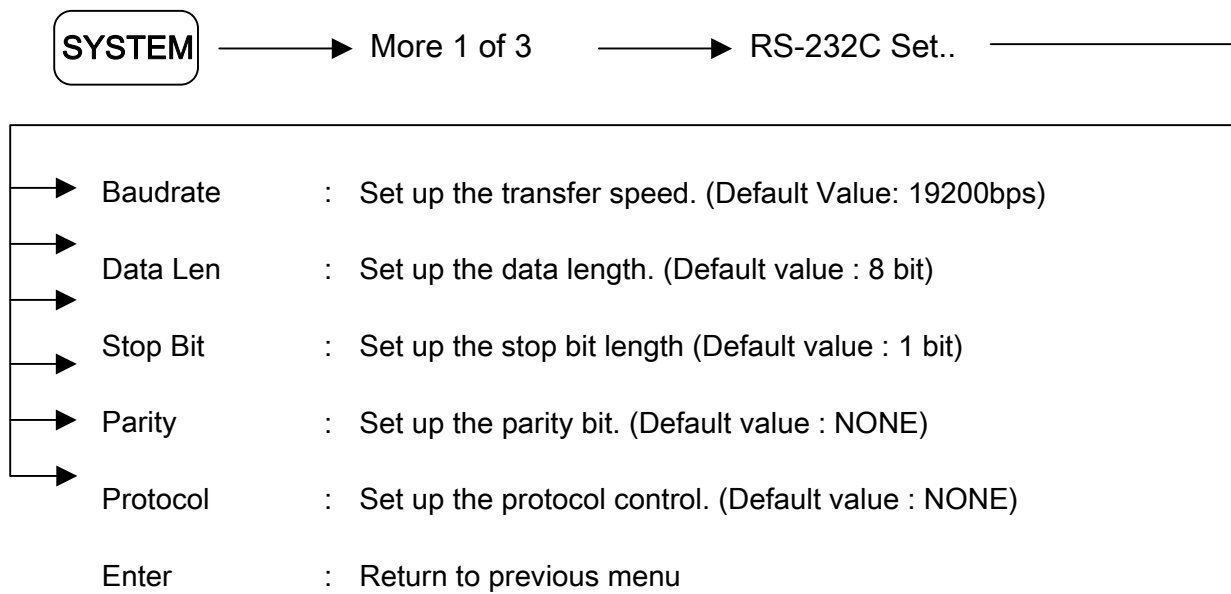 SYSTEM More 1 of 3 RS-232C Set..
Baudrate : Set up the transfer speed. (Default Value: 19200bps)
Data Len : Set up the data length. (Default value : 8 bit)
Stop Bit : Set up the stop bit length (Default value : 1 bit)
Parity : Set up the parity bit. (Default value : NONE)
Protocol : Set up the protocol control. (Default value : NONE)
Enter : Return to previous menu